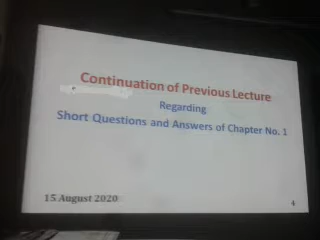 Continuation of Previous Lecture
Regarding
Short Questions and Answers of Chapter No. 1
15 August 2020
4